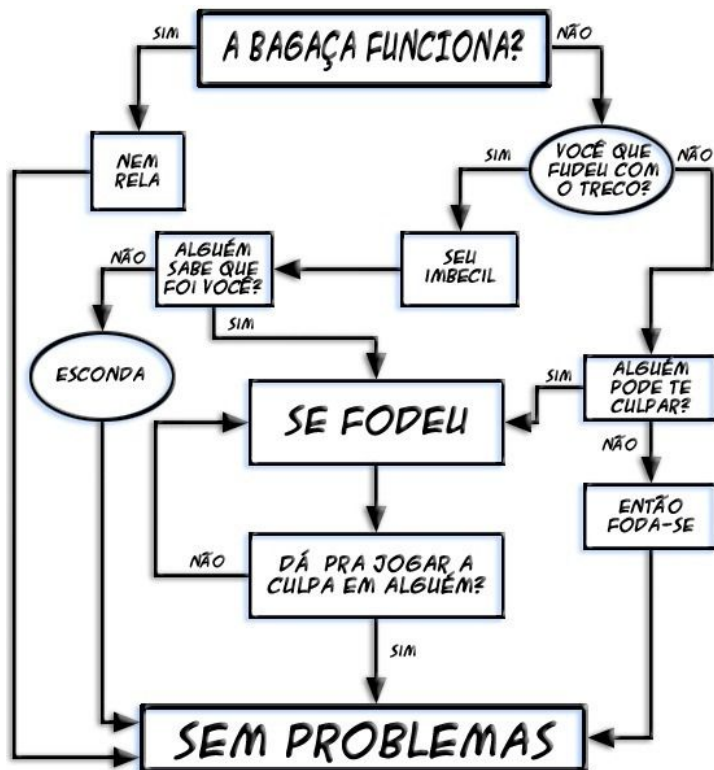 A BAGAÇA FUNCIONA?
SIM
NÃO
NEM
RELA
SIM
VOCÊ QUE
FUDEU COM
O TRECO?
NÃO
NÃO
ALGUÉM
SABE QUE
FOI VOCÊ?
SEU
IMBECIL
SIM
ESCONDA
SE FODEU
SIM
ALGUÉM
PODE TE
CULPAR?
NÃO
ENTÃO
FODA-SE
NÃO
DÁ PRA JOGAR A
CULPA EM ALGUÉM?
SIM
SEM PROBLEMAS